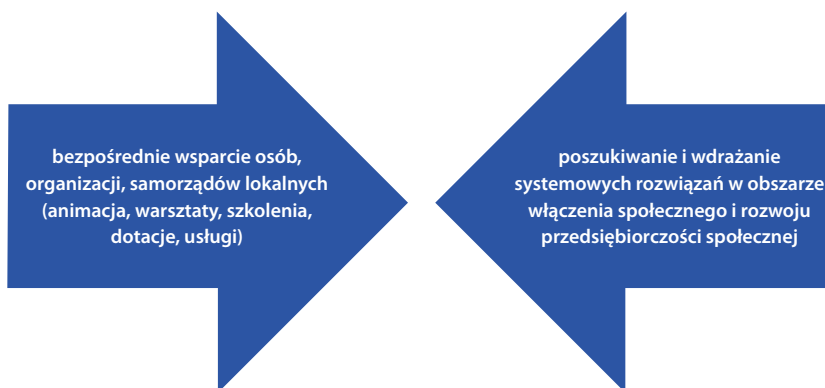 bezpośrednie wsparcie osób,
organizacji, samorządów lokalnych
(animacja, warsztaty, szkolenia,
dotacje, usługi)
poszukiwanie i wdrażanie
systemowych rozwiązań w obszarze
włączenia społecznego i rozwoju
przedsiębiorczości społecznej